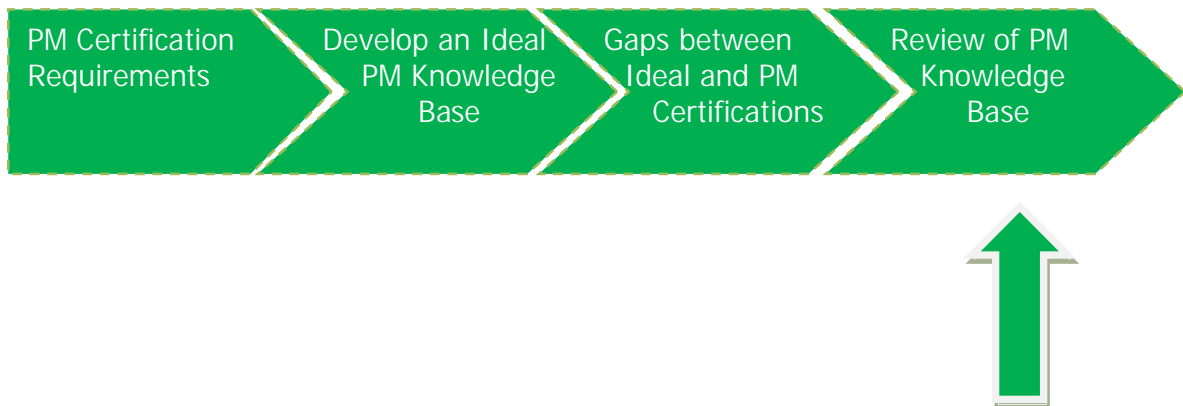 PM Certification
Requirements
Develop an Ideal
PM Knowledge
Base
Gaps between
Ideal and PM
Certifications
Review of PM
Knowledge
Base